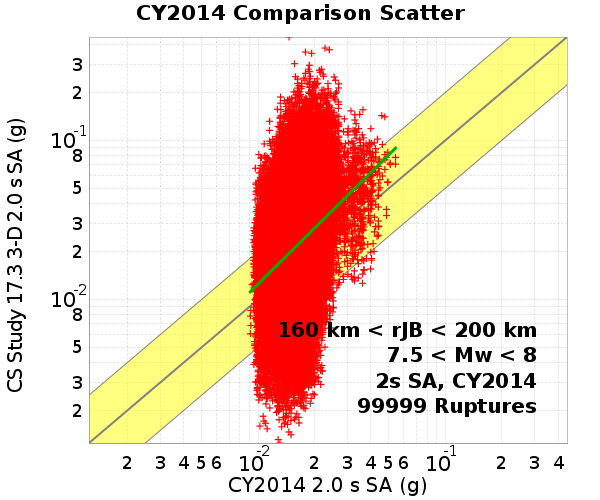 CY2014 Comparison Scatter
CS Study 17.3 3-D 2.0 s SA (g)
3
2
10-1
8
5
3
2
10-2
8
5
3
2
160 km < rJB < 200 km
7.5 < Mw < 8
2s SA, CY2014
99999 Ruptures
2 3 4 5 6 10-2 2 3 4 5 6 10-1 2 3 4
CY2014 2.0 s SA (g)